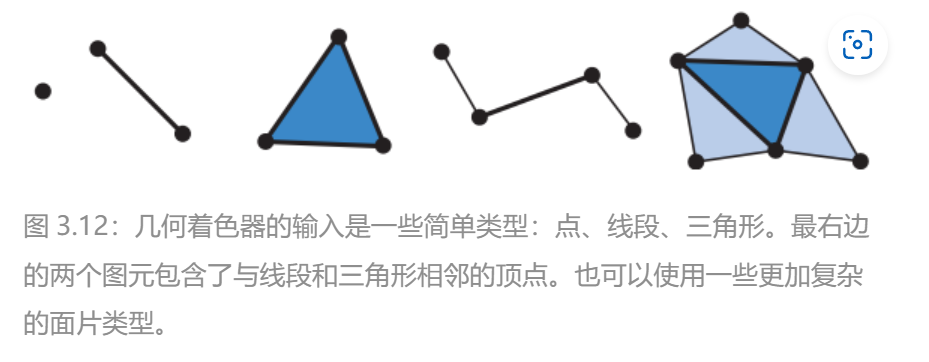 图 3.12：几何着色器的输入是一些简单类型：点、线段、三角形。最右边
的两个图元包含了与线段和三角形相邻的顶点。也可以使用一些更加复杂
的面片类型。